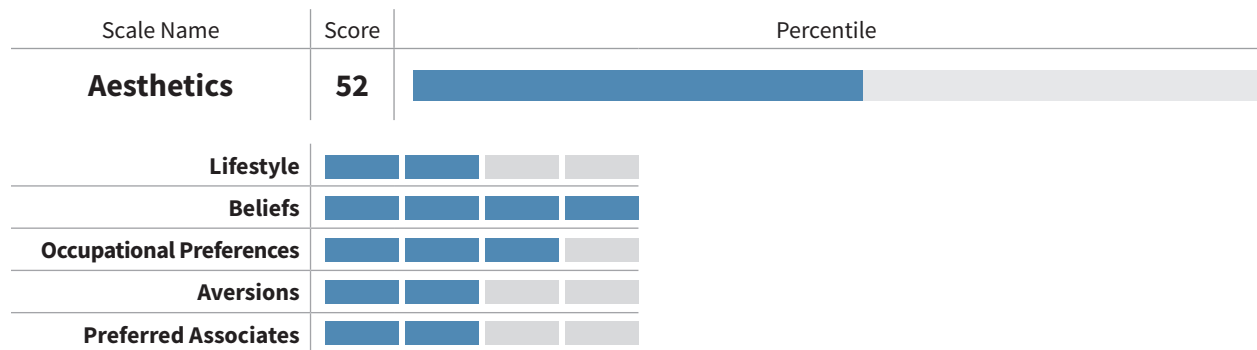 Scale Name Score Percentile
Aesthetics 52
Lifestyle
Beliefs
Occupational Preferences
Aversions
Preferred Associates